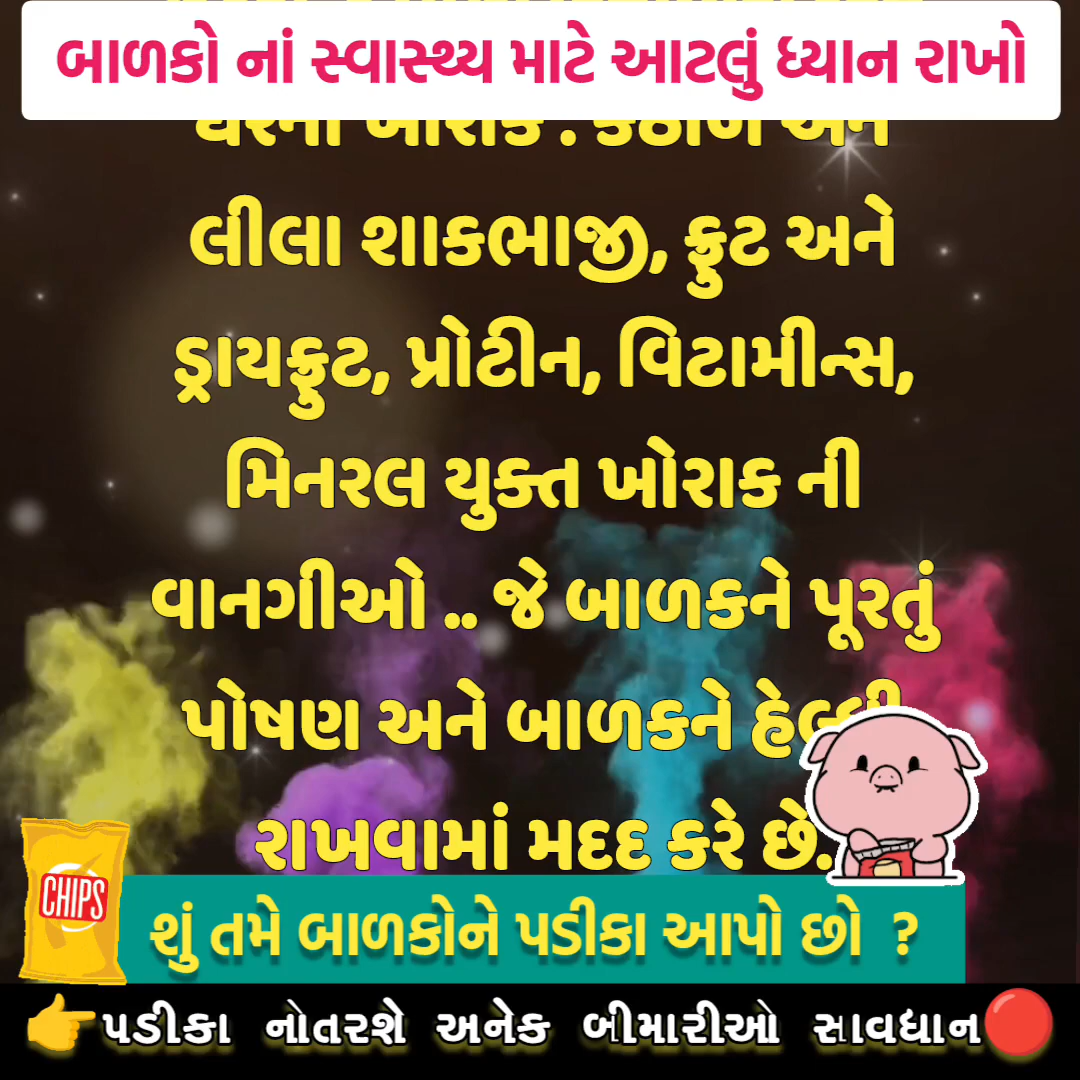 બાળકો નાં સ્વાસ્થ્ય માટે આટલું ધ્યાન રાખો
અને
લીલા શાકભાજી, ફ્રુટ અને
ડ્રાયફ્રુટ, પ્રોટીન, વિટામીન્સ,
મિનરલ યુક્ત ખોરાક ની
વાનગીઓ .. જે બાળકને પૂરતું
પોષણ અને બાળકને
રાખવામાં મદદ કરે છે.
CHIPS
શું તમે બાળકોને પડીકા આપો છો ?
👉પડીકા નોતરશે અનેક બીમારીઓ સાવધાન🔴